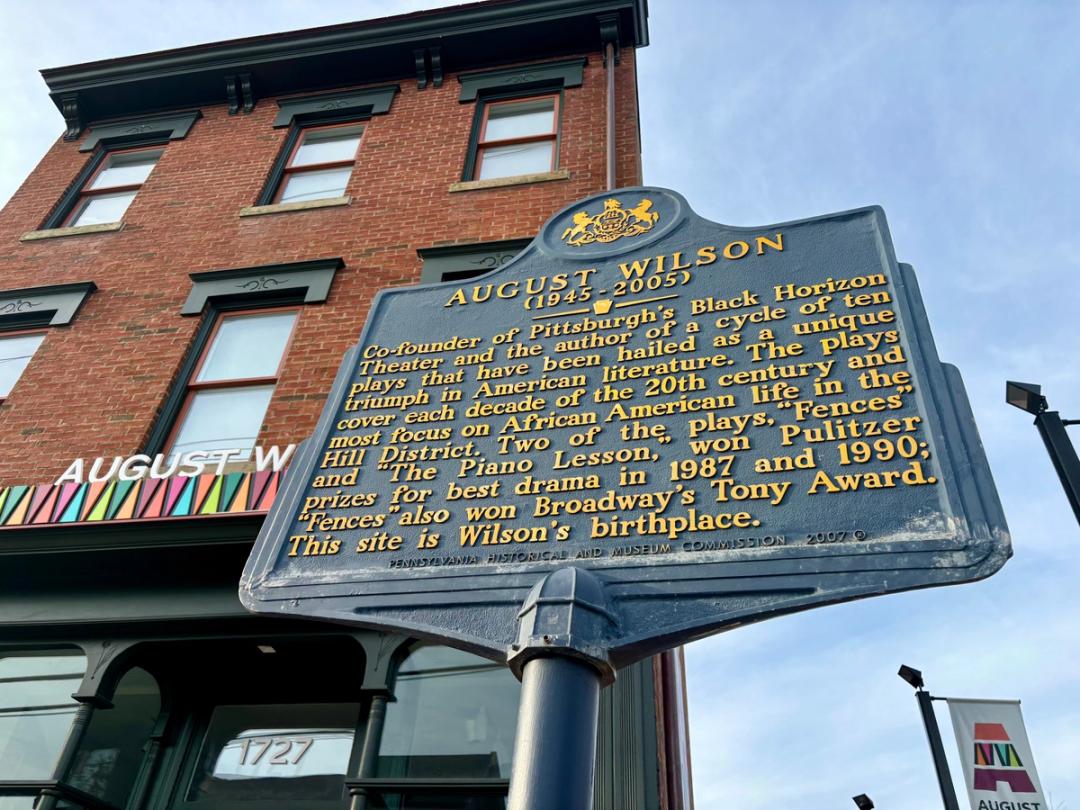 AUGUST WILSON
(1945-2005)
Co-founder of Pittsburgh's Black Horizon
Theater and the author of a cycle of ten
plays that have been hailed as a unique
triumph in American literature. The plays
cover each decade of the 20th century and
most focus on African American life in the
Hill District. Two of the plays, "Fences"
and "The Piano Lesson," won Pulitzer
prizes for best drama in 1987 and 1990;
"Fences" also won Broadway's Tony Award.
This site is Wilson's birthplace.
PENNSYLVANIA HISTORICAL AND MUSEUM COMMISSION 2007 ©
AUGUST W
1727
AUGUST